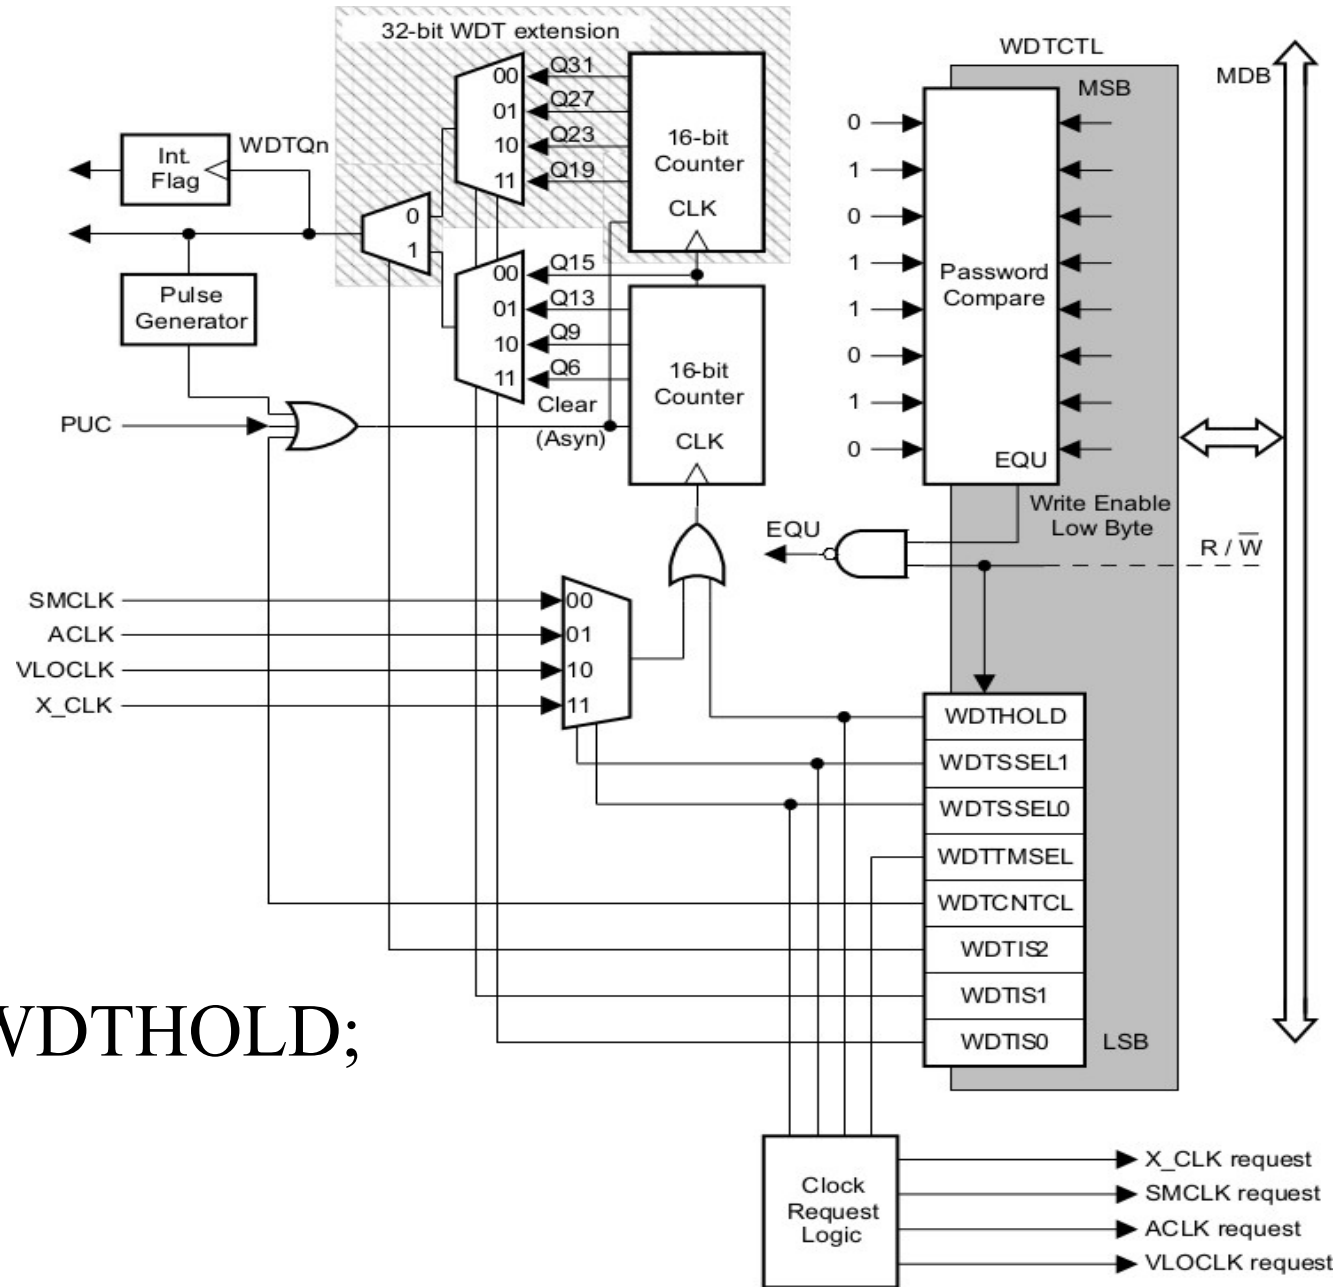 32-bit WDT extension
Q31
Q27
Q23
Q19
00
01
10
11
16-bit
Counter
CLK
WDTQn
Int.
Flag
0
1
Pulse
Generator
Q15
Q13
Q9
Q6
00
01
10
11
16-bit
Counter
CLK
Clear
(Asyn)
PUC
WDTCTL
MSB
MDB
0
1
0
1
1
0
1
0
Password
Compare
EQU
Write Enable
Low Byte
EQU
R / W̅
SMCLK
ACLK
VLOCLK
X_CLK
00
01
10
11
WDTHOLD
WDTSSEL1
WDTSSEL0
WDTTMSEL
WDTCNTCL
WDTIS2
WDTIS1
WDTIS0
LSB
WDTHOLD;
Clock
Request
Logic
X_CLK request
SMCLK request
ACLK request
VLOCLK request